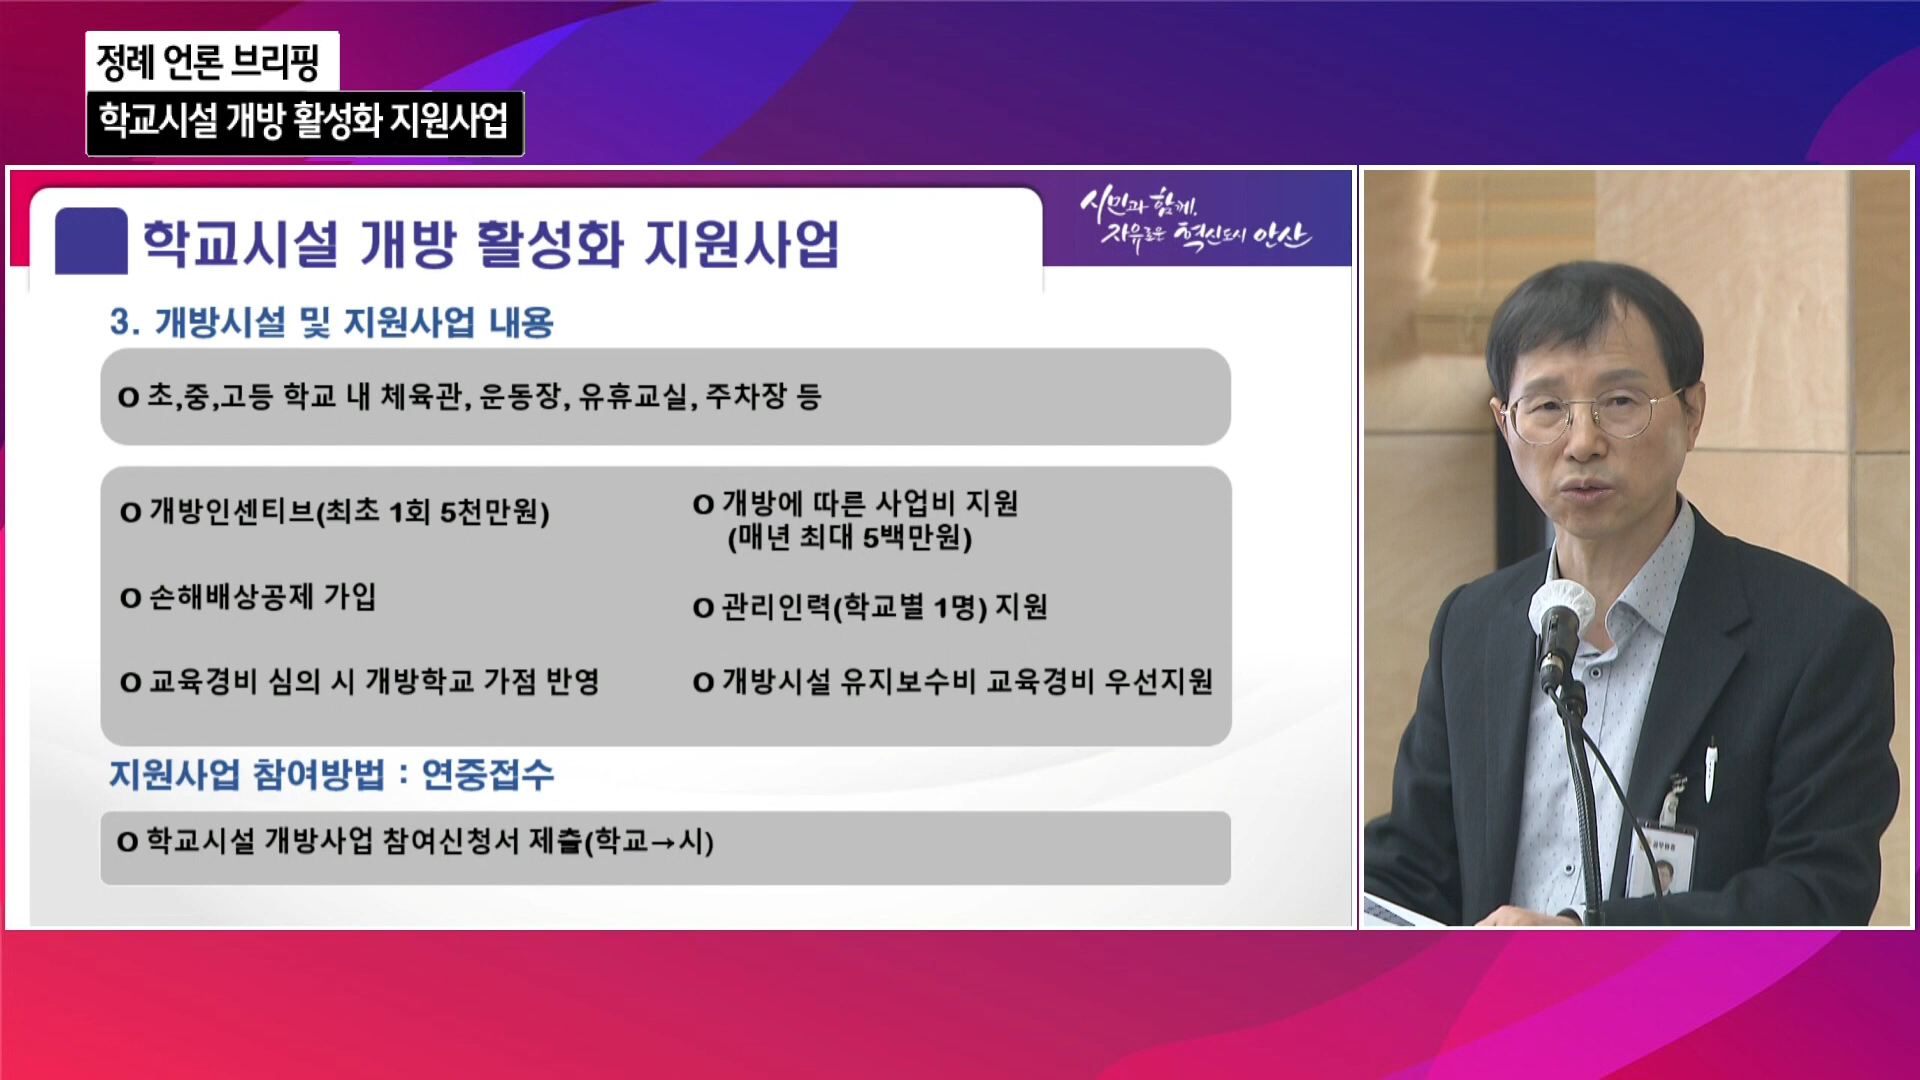 정례 언론 브리핑
학교시설 개방 활성화 지원사업
학교시설 개방 활성화 지원사업
시민과 함께,
자유로운 혁신도시 안산
3. 개방시설 및 지원사업 내용
o 초,중,고등 학교 내 체육관, 운동장, 유휴교실, 주차장 등
o 개방인센티브(최초 1회 5천만원)
o 손해배상공제 가입
o 교육경비 심의 시 개방학교 가점 반영
o 개방에 따른 사업비 지원
(매년 최대 5백만원)
o 관리인력(학교별 1명) 지원
o 개방시설 유지보수비 교육경비 우선지원
지원사업 참여방법 : 연중접수
o 학교시설 개방사업 참여신청서 제출(학교→시)
공무원증